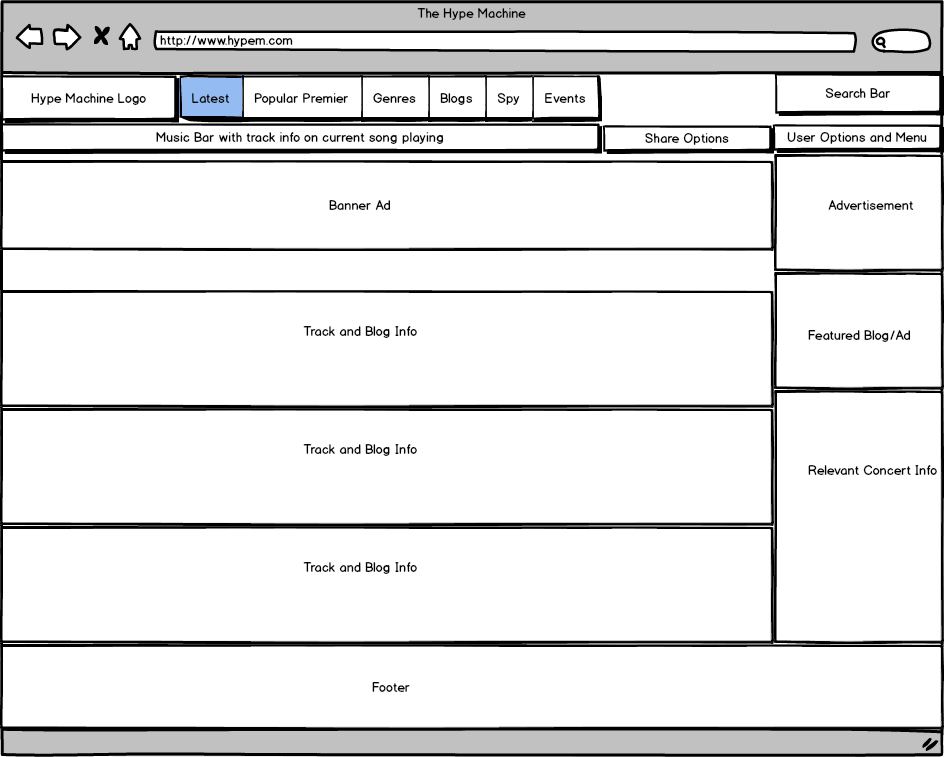 The Hype Machine
http://www.hypem.com
Hype Machine Logo
Latest
Popular Premier
Genres
Blogs
Spy
Events
Search Bar
Music Bar with track info on current song playing
Share Options
User Options and Menu
Banner Ad
Advertisement
Track and Blog Info
Featured Blog/Ad
Track and Blog Info
Relevant Concert Info
Track and Blog Info
Footer